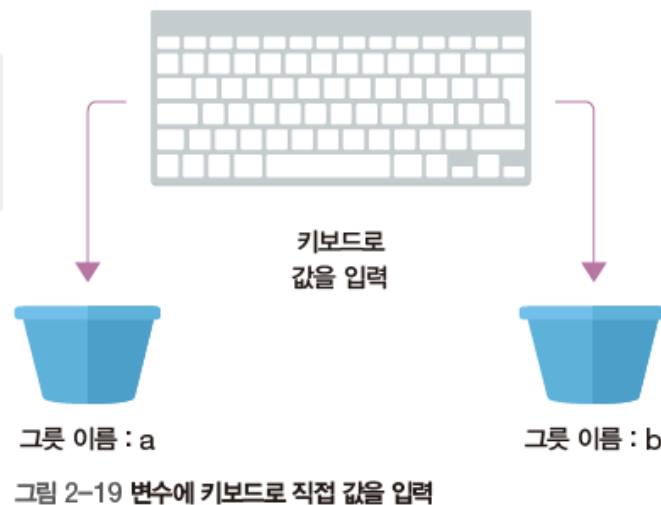 키보드로
값을 입력
그릇 이름 : a
그릇 이름 : b
그림 2-19 변수에 키보드로 직접 값을 입력